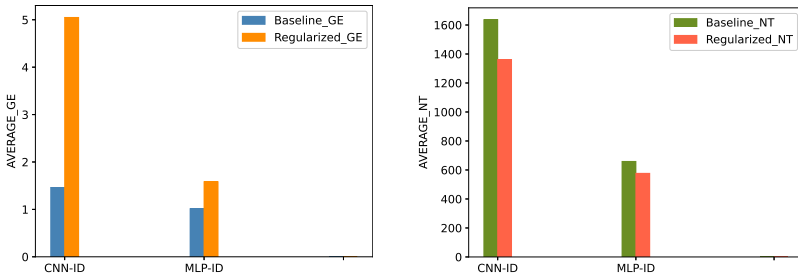 5
4
3
2
1
0
AVERAGE_GE
CNN-ID
MLP-ID
Baseline_GE
Regularized_GE
1600
1400
1200
1000
800
600
400
200
0
AVERAGE_NT
CNN-ID
MLP-ID
Baseline_NT
Regularized_NT